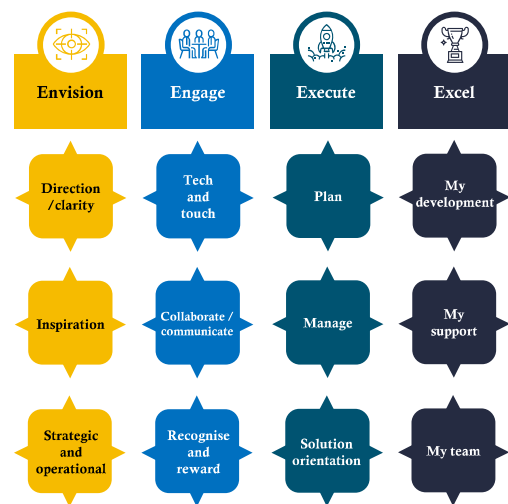 Envision
Engage
Execute
Excel
Direction
/clarity
Tech
and
touch
Plan
My
development
Inspiration
Collaborate /
communicate
Manage
My
support
Strategic
and
operational
Recognise
and
reward
Solution
orientation
My team